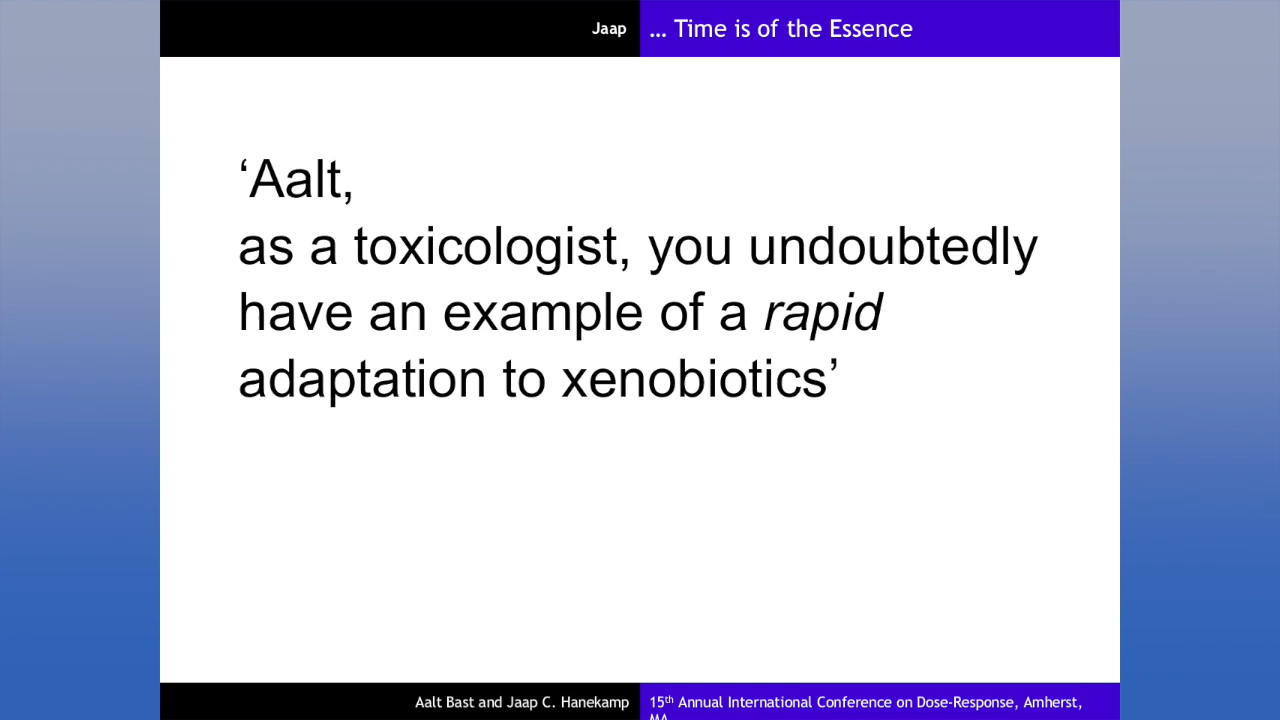 Jaap
… Time is of the Essence
‘Aalt,
as a toxicologist, you undoubtedly
have an example of a rapid
adaptation to xenobiotics’
Aalt Bast and Jaap C. Hanekamp
15th Annual International Conference on Dose-Response, Amherst,
MA